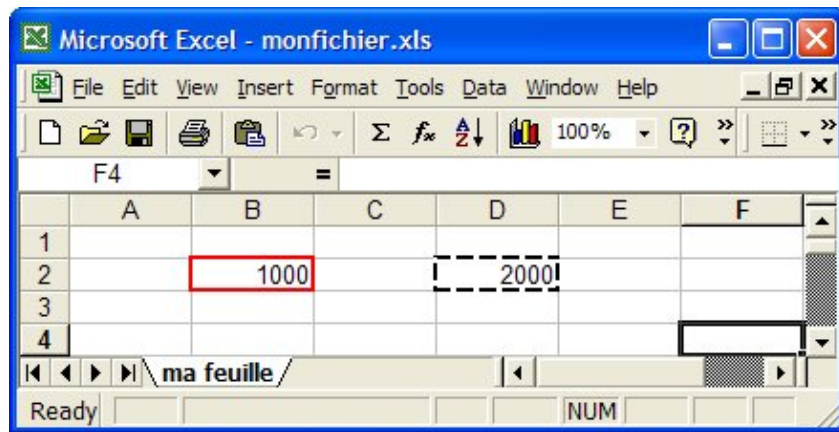 Microsoft Excel - monfichier.xls
File Edit View Insert Format Tools Data Window Help
Σ fx A Z 100% ? » »
F4 =
A B C D E F
1
2 1000 2000
3
4
ma feuille
Ready NUM